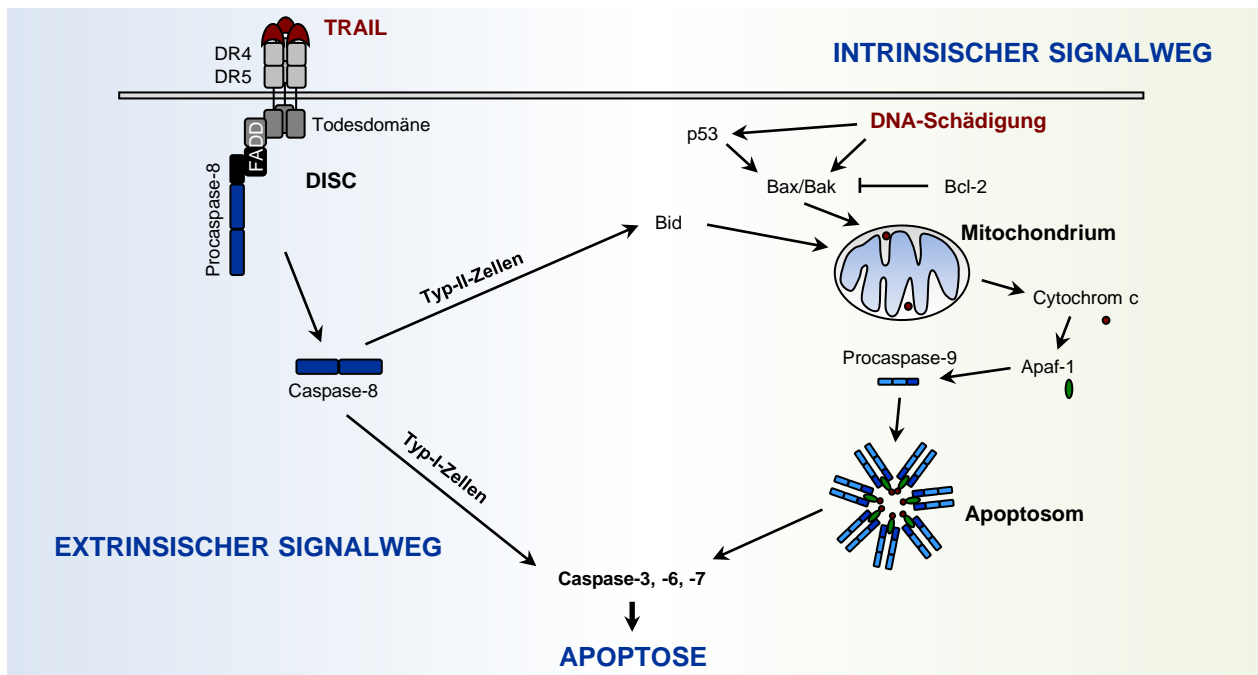 TRAIL
DR4
DR5
INTRINSISCHER SIGNALWEG
Todesdomäne
FADD
DISC
Procaspase-8
DNA-Schädigung
p53
Bax/Bak
Bcl-2
Bid
Mitochondrium
Typ-II-Zellen
Cytochrom c
Procaspase-9
Apaf-1
Caspase-8
Typ-I-Zellen
Apoptosom
EXTRINSISCHER SIGNALWEG
Caspase-3, -6, -7
APOPTOSE